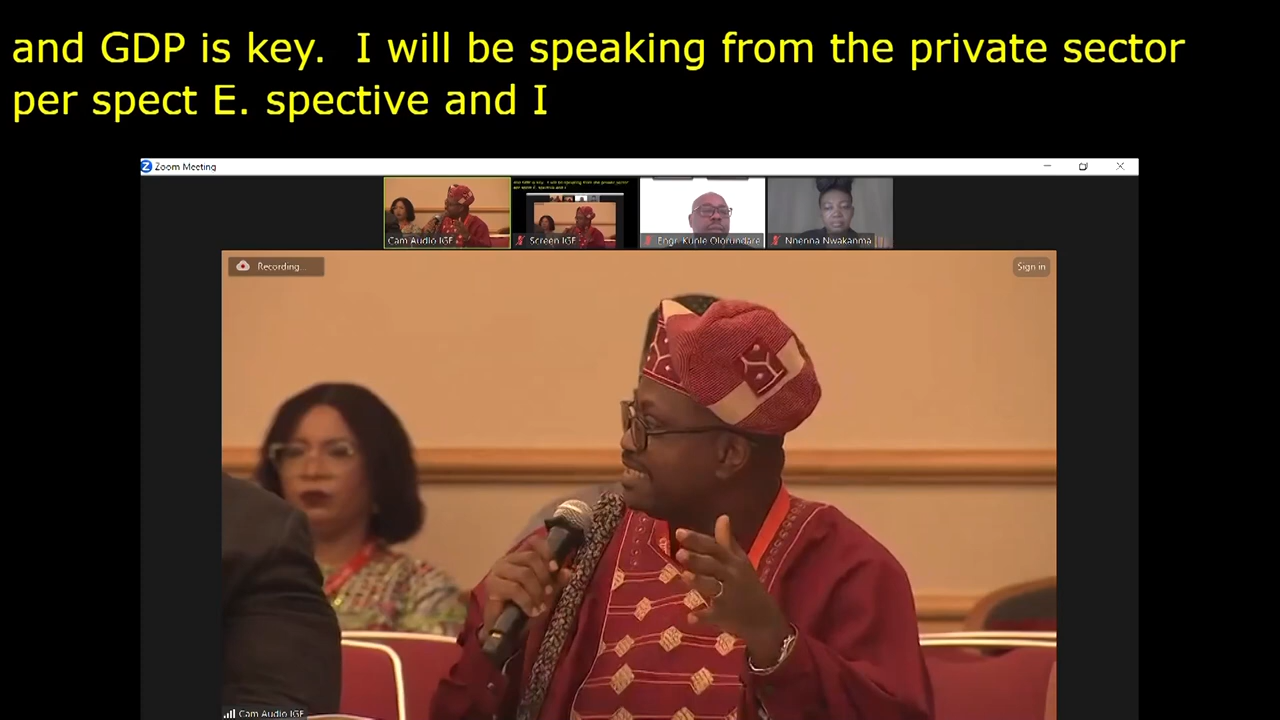 and GDP is key.  I will be speaking from the private sector
per spect E. spective and I
Zoom Meeting
Cam Audio IGF
Screen IGF
Engr Kunle Olorundare
Nnenna Nwakanma
Recording...
Sign in
Cam Audio IGF